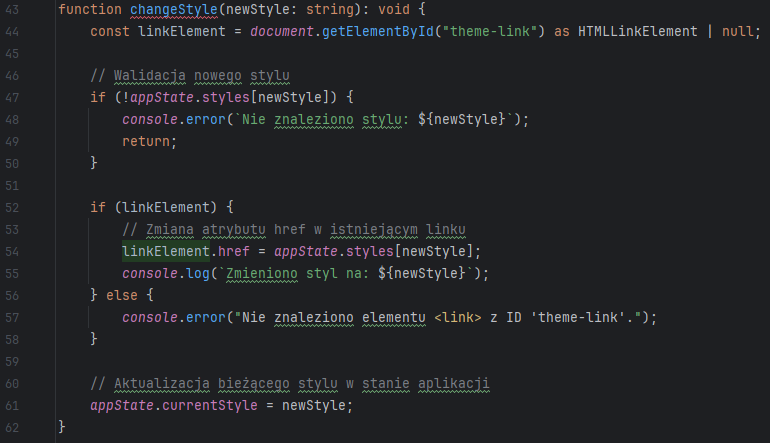 43 function changeStyle(newStyle: string): void {
44     const linkElement = document.getElementById("theme-link") as HTMLLinkElement | null;
45
46     // Walidacja nowego stylu
47     if (!appState.styles[newStyle]) {
48         console.error(`Nie znaleziono stylu: ${newStyle}`);
49         return;
50     }
51
52     if (linkElement) {
53         // Zmiana atrybutu href w istniejącym linku
54         linkElement.href = appState.styles[newStyle];
55         console.log(`Zmieniono styl na: ${newStyle}`);
56     } else {
57         console.error("Nie znaleziono elementu <link> z ID 'theme-link'.");
58     }
59
60     // Aktualizacja bieżącego stylu w stanie aplikacji
61     appState.currentStyle = newStyle;
62 }